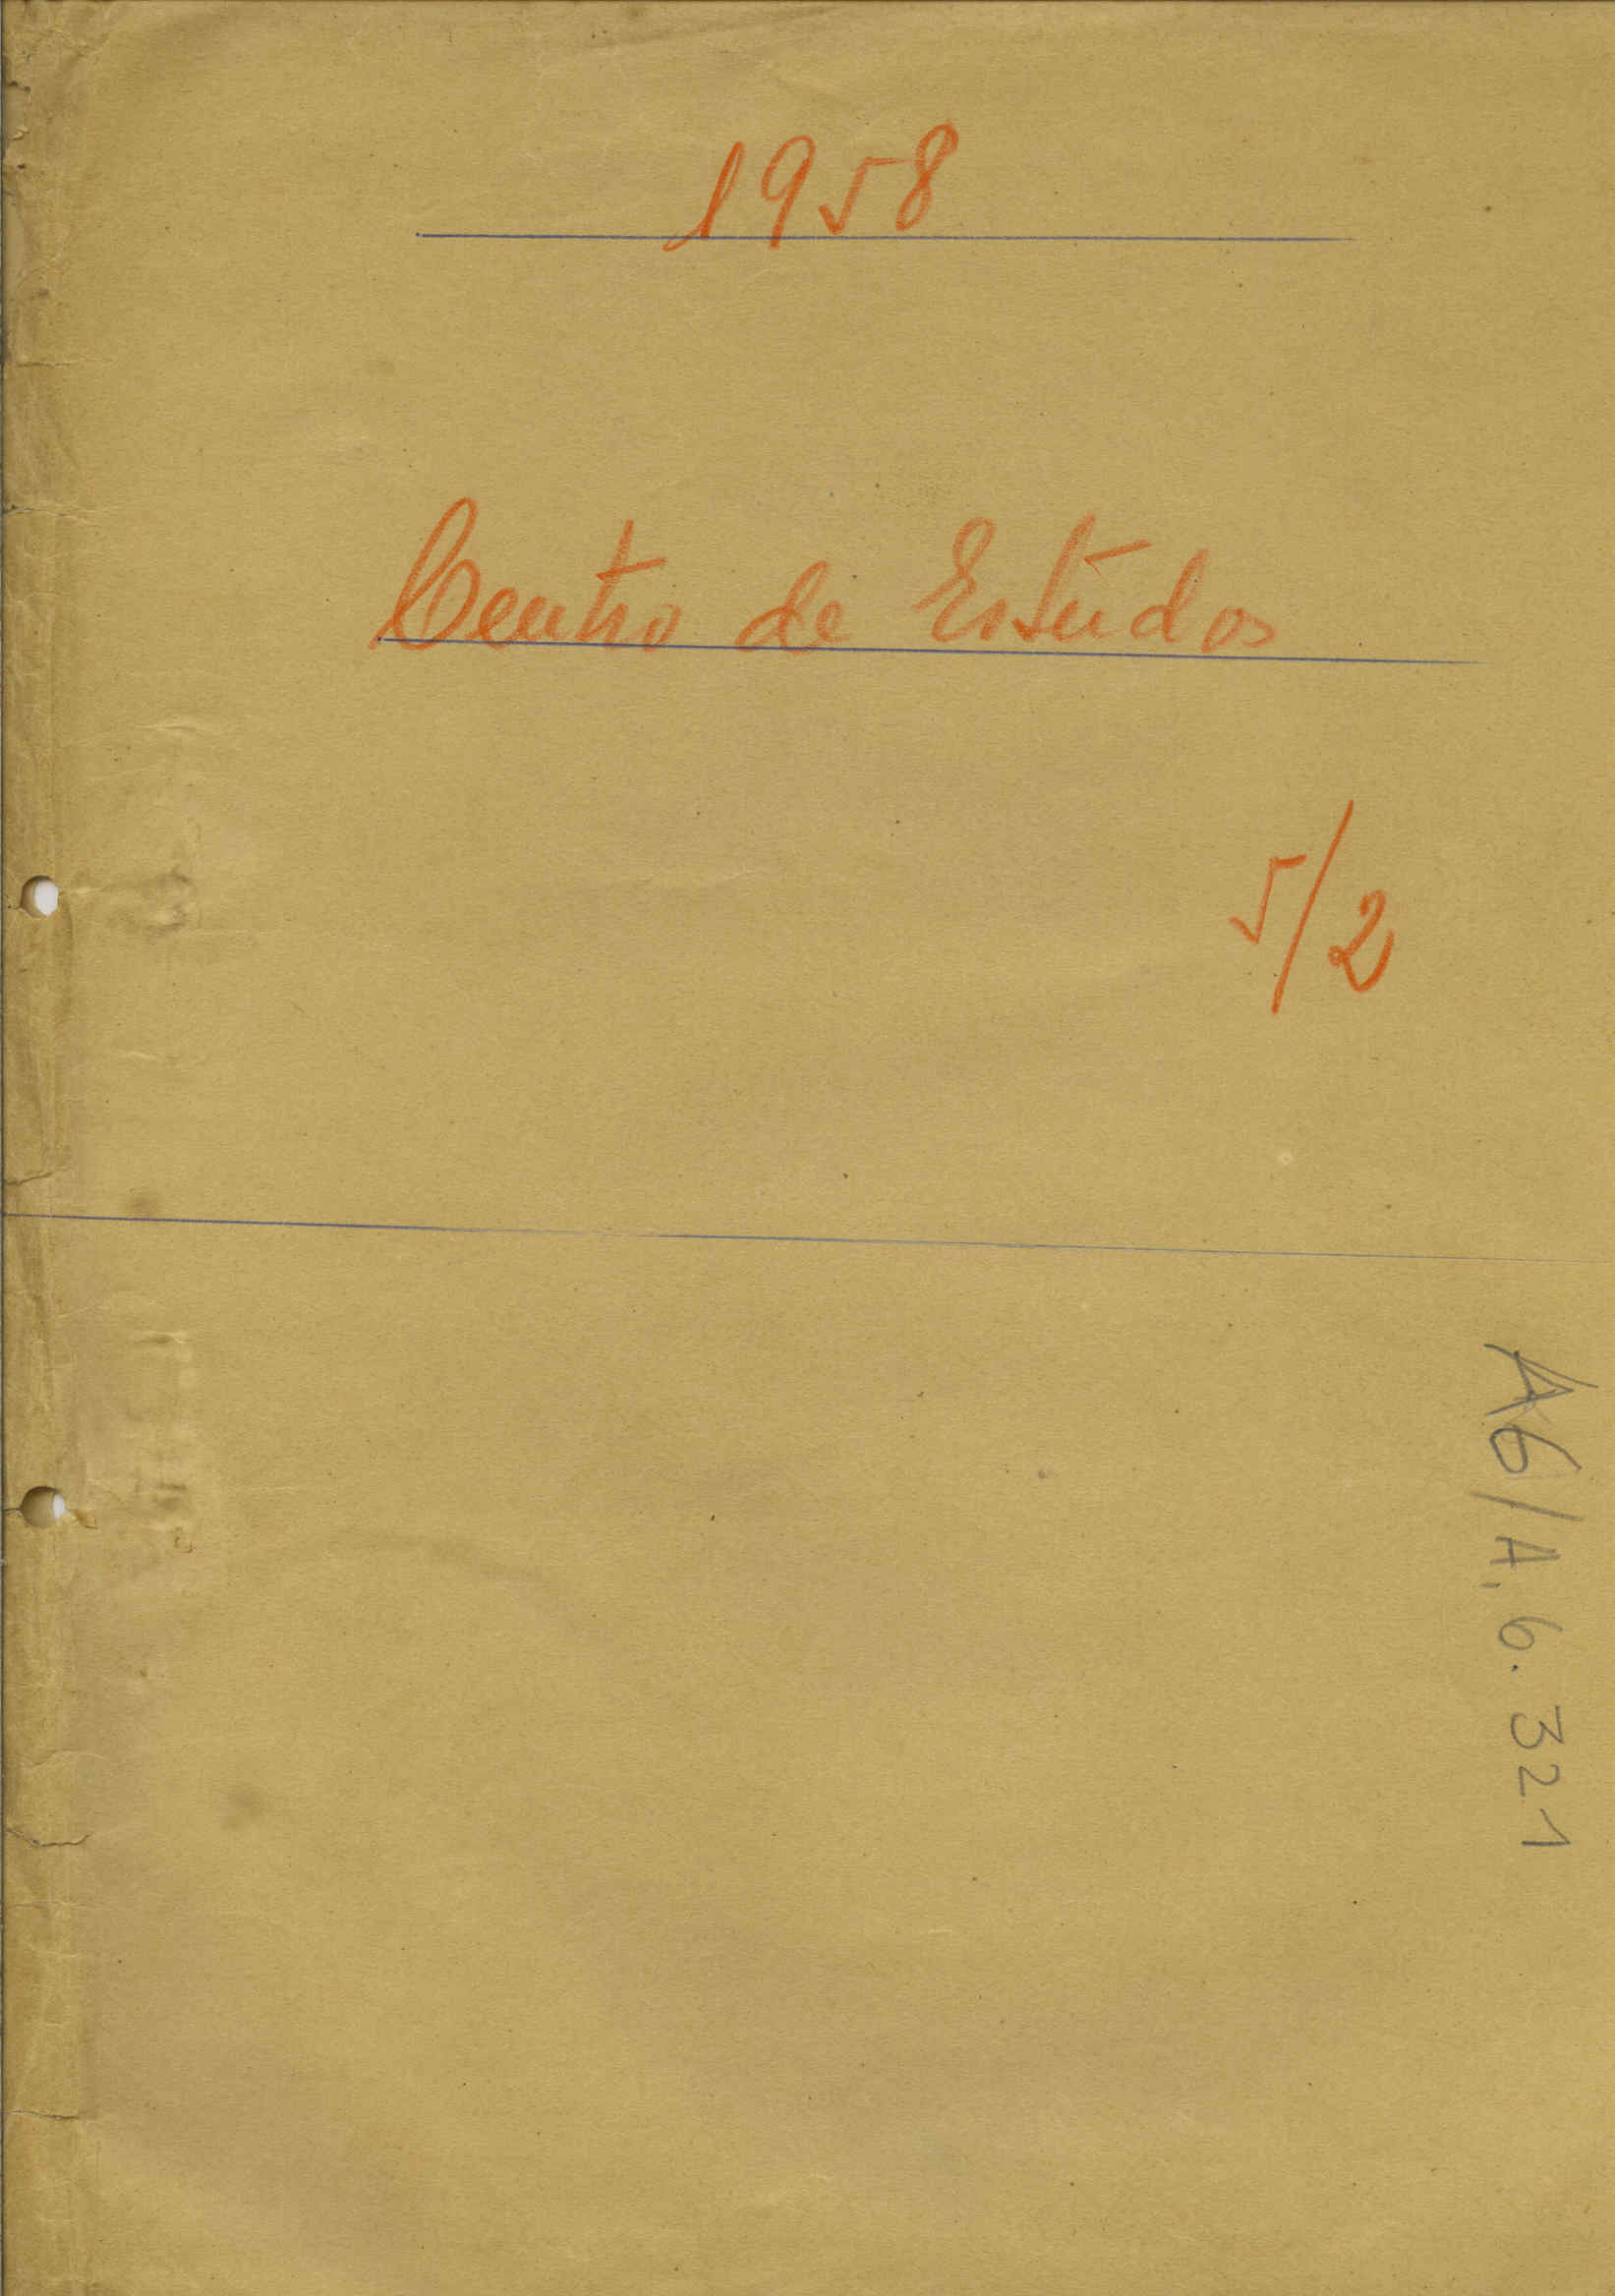 1958
Centro de Estudos
5/2
A6/A.6.321